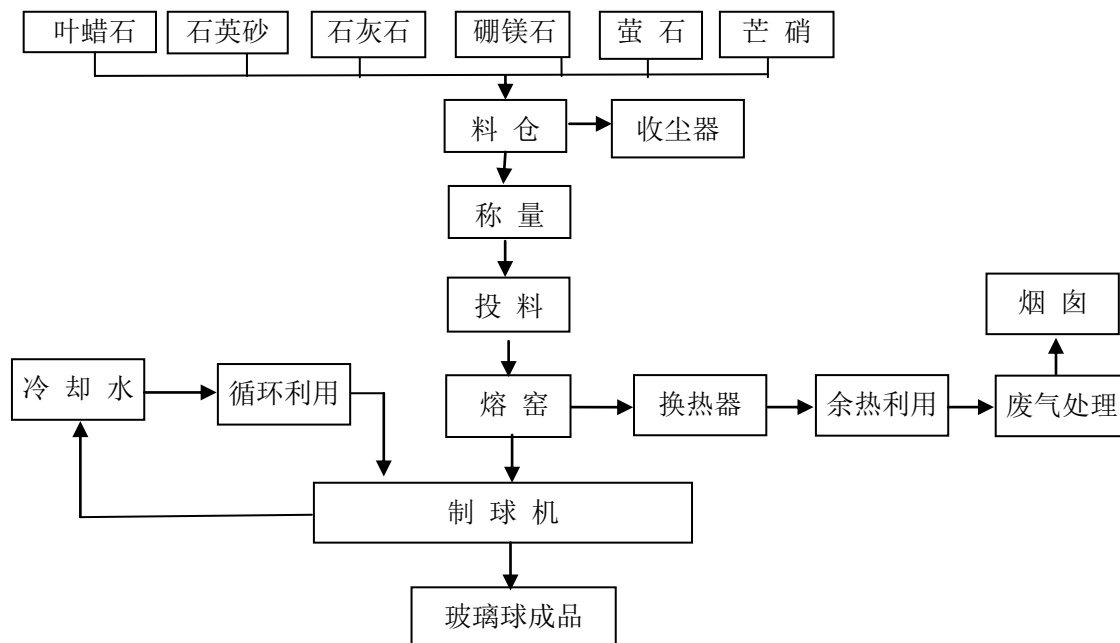 叶蜡石
石英砂
石灰石
硼镁石
萤 石
芒 硝
料 仓
收尘器
称 量
投 料
烟 囱
冷 却 水
循环利用
熔 窑
换热器
余热利用
废气处理
制 球 机
玻璃球成品